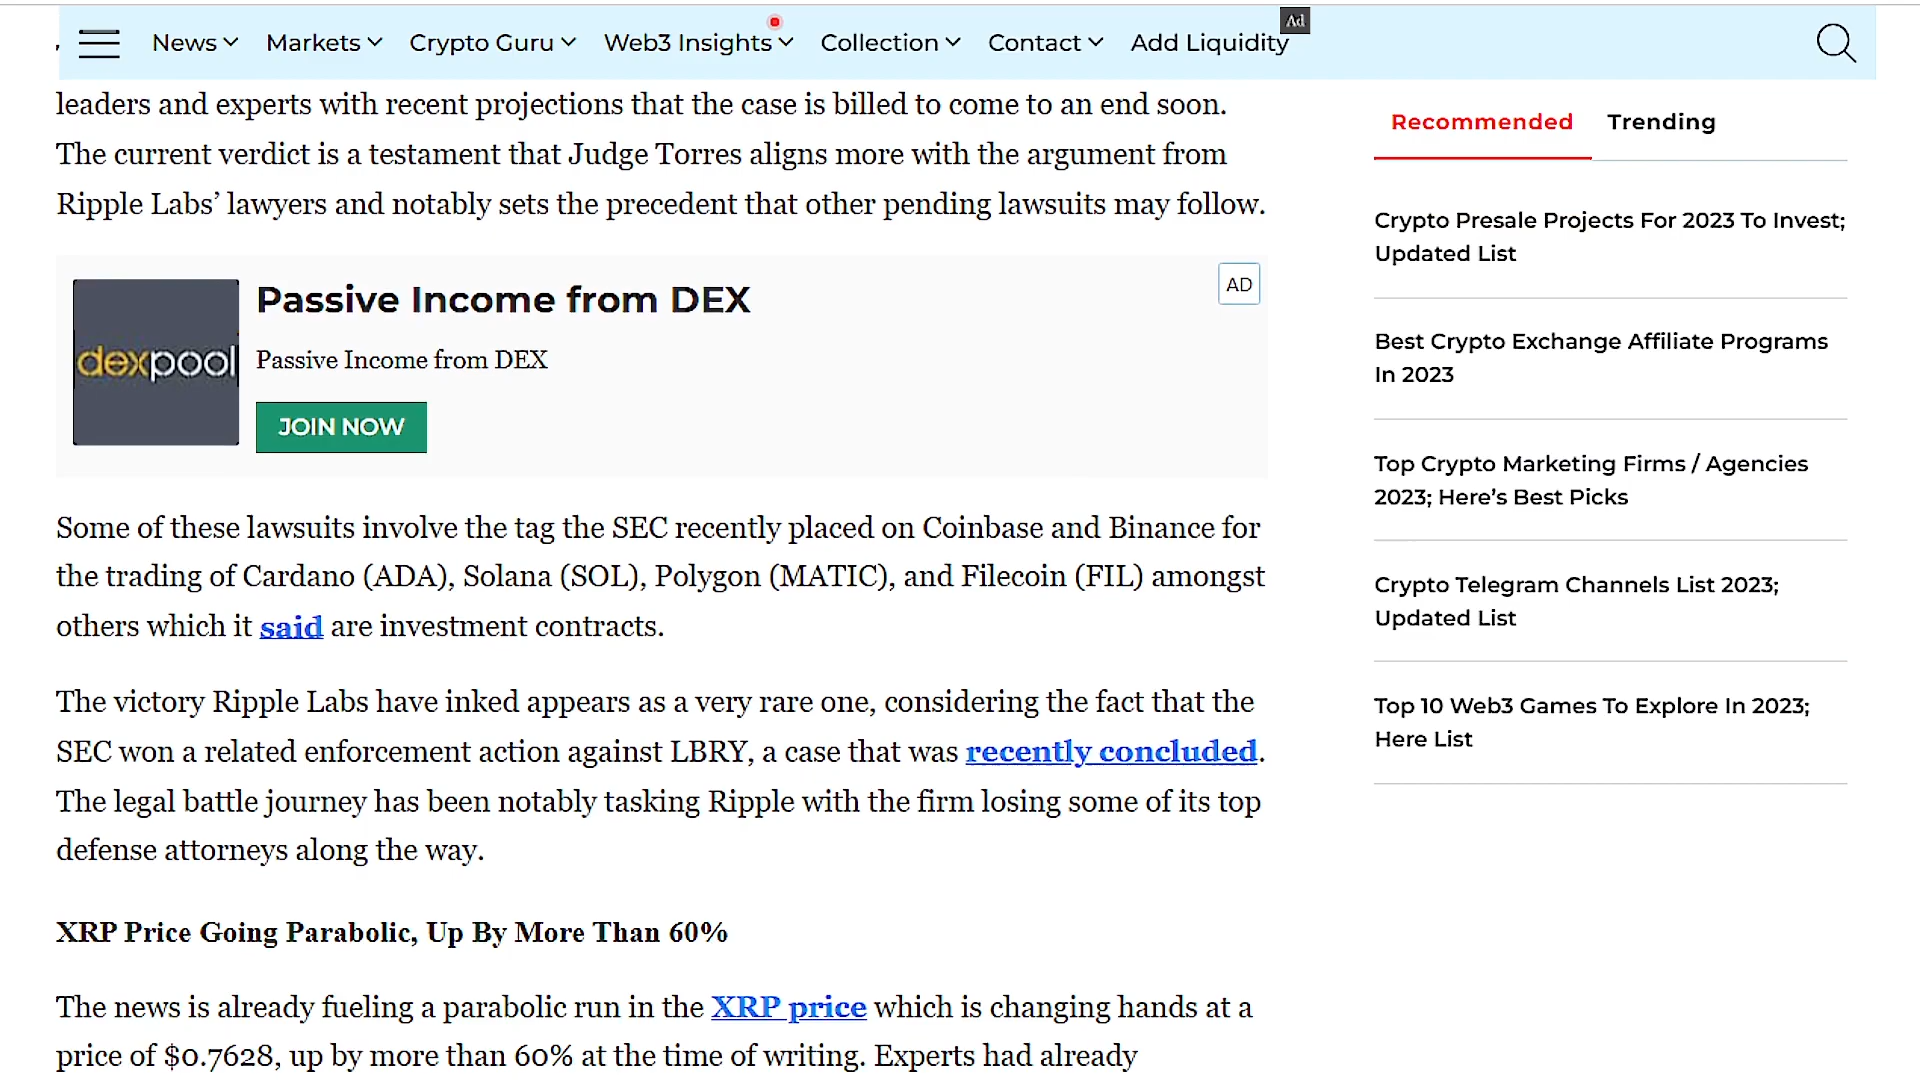 News Markets Crypto Guru Web3 Insights Collection Contact Add Liquidity Ad
leaders and experts with recent projections that the case is billed to come to an end soon.
The current verdict is a testament that Judge Torres aligns more with the argument from
Ripple Labs’ lawyers and notably sets the precedent that other pending lawsuits may follow.
Passive Income from DEX
AD
dexpool
Passive Income from DEX
JOIN NOW
Some of these lawsuits involve the tag the SEC recently placed on Coinbase and Binance for
the trading of Cardano (ADA), Solana (SOL), Polygon (MATIC), and Filecoin (FIL) amongst
others which it said are investment contracts.
The victory Ripple Labs have inked appears as a very rare one, considering the fact that the
SEC won a related enforcement action against LBRY, a case that was recently concluded.
The legal battle journey has been notably tasking Ripple with the firm losing some of its top
defense attorneys along the way.
XRP Price Going Parabolic, Up By More Than 60%
The news is already fueling a parabolic run in the XRP price which is changing hands at a
price of $0.7628, up by more than 60% at the time of writing. Experts had already
Recommended Trending
Crypto Presale Projects For 2023 To Invest;
Updated List
Best Crypto Exchange Affiliate Programs
In 2023
Top Crypto Marketing Firms / Agencies
2023; Here’s Best Picks
Crypto Telegram Channels List 2023;
Updated List
Top 10 Web3 Games To Explore In 2023;
Here List